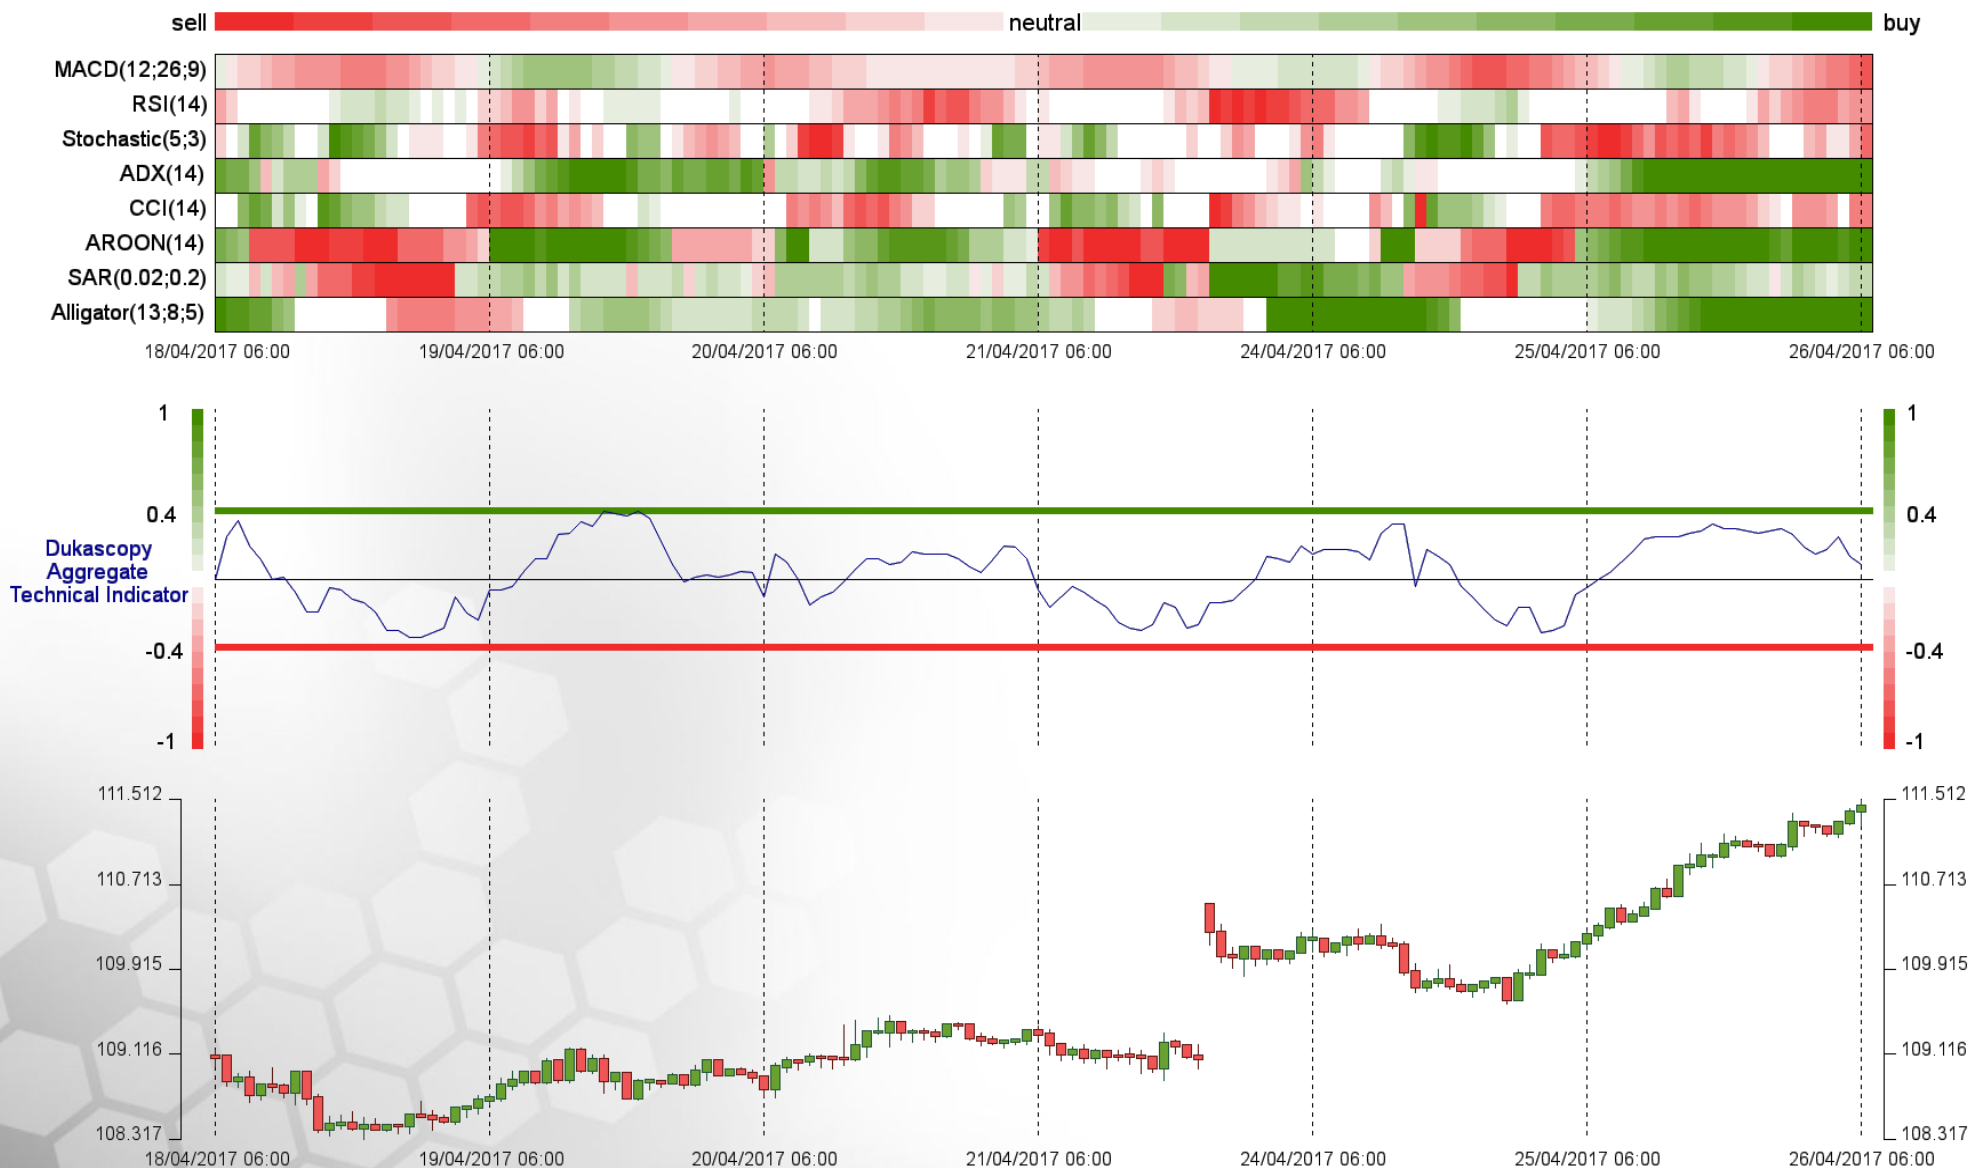 sell neutral buy
MACD(12;26;9)
RSI(14)
Stochastic(5;3)
ADX(14)
CCI(14)
AROON(14)
SAR(0.02;0.2)
Alligator(13;8;5)
18/04/2017 06:00 19/04/2017 06:00 20/04/2017 06:00 21/04/2017 06:00 24/04/2017 06:00 25/04/2017 06:00 26/04/2017 06:00
1 1
0.4 0.4
Dukascopy
Aggregate
Technical Indicator
-0.4 -0.4
-1 -1
111.512 111.512
110.713 110.713
109.915 109.915
109.116 109.116
108.317 108.317
18/04/2017 06:00 19/04/2017 06:00 20/04/2017 06:00 21/04/2017 06:00 24/04/2017 06:00 25/04/2017 06:00 26/04/2017 06:00